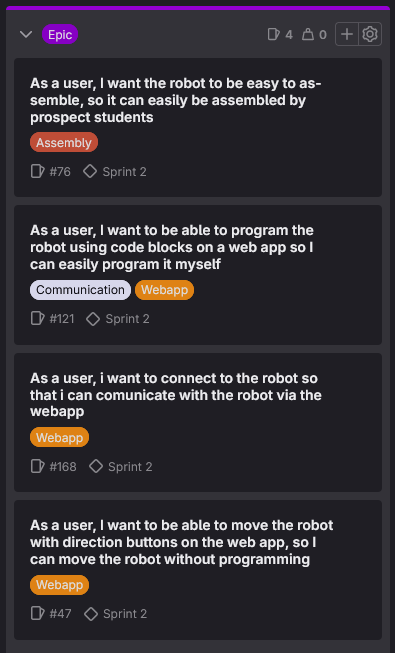 Epic 4 0
As a user, I want the robot to be easy to as-
semble, so it can easily be assembled by
prospect students
Assembly
#76 Sprint 2
As a user, I want to be able to program the
robot using code blocks on a web app so I
can easily program it myself
Communication Webapp
#121 Sprint 2
As a user, i want to connect to the robot so
that i can comunicate with the robot via the
webapp
Webapp
#168 Sprint 2
As a user, I want to be able to move the robot
with direction buttons on the web app, so I
can move the robot without programming
Webapp
#47 Sprint 2